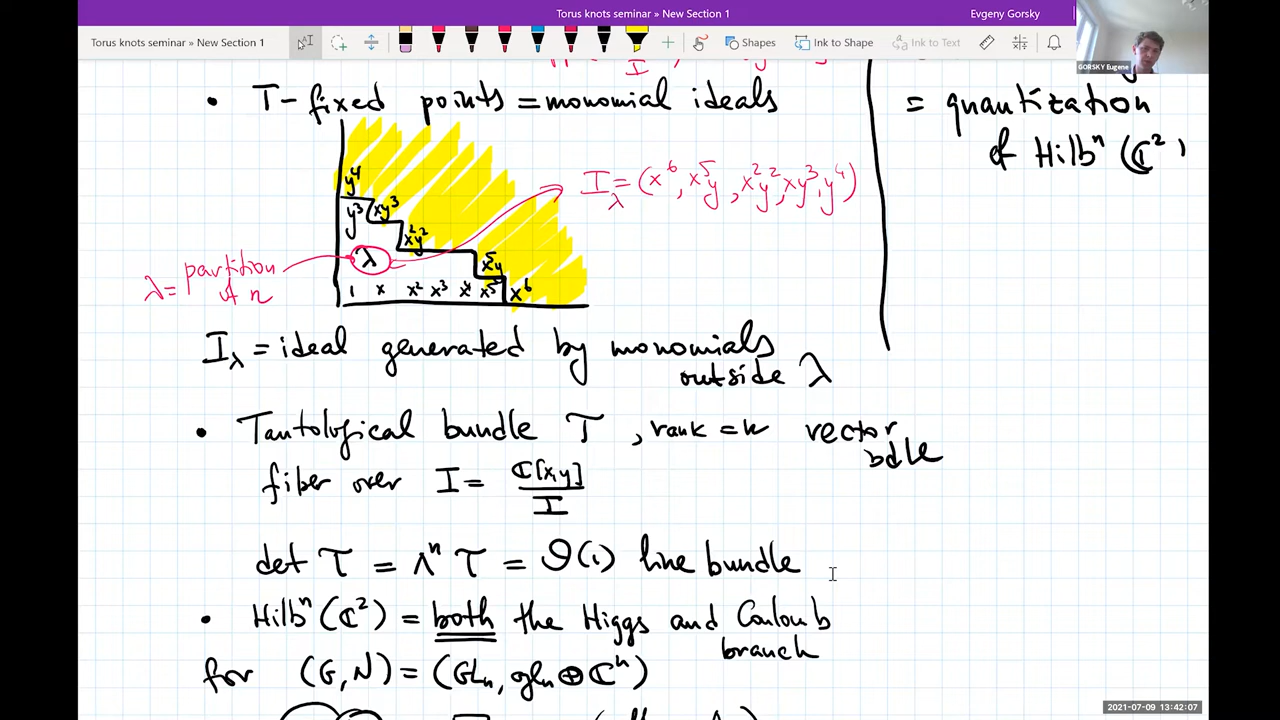 Torus knots seminar » New Section 1
Evgeny Gorsky
Torus knots seminar » New Section 1
Shapes
Ink to Shape
Ink to Text
GORSKY Eugene
• T-fixed points = monomial ideals
= quantization
of Hilbⁿ (ℂ²)
y⁴
y³ xy³
x²y²
λ
x⁵y
1 x x² x³ x⁴ x⁵ x⁶
I_λ = (x⁶, x⁵y, x²y², xy³, y⁴)
λ = partition
of n
I_λ = ideal generated by monomials
outside λ
• Tautological bundle T, rank = n vector
bdle
fiber over I = ℂ[x,y]
I
det T = Λⁿ T = O(1) line bundle
• Hilbⁿ(ℂ²) = both the Higgs and Coulomb
branch
for (G, N) = (GLn, gln ⊕ ℂⁿ)
2021-07-09 13:42:07